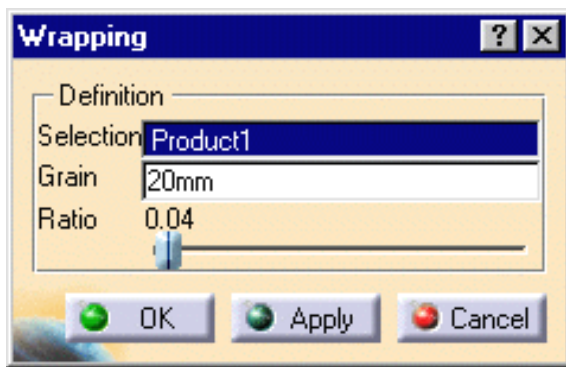 Wrapping ? X
Definition
Selection Product1
Grain 20mm
Ratio 0.04
OK Apply Cancel